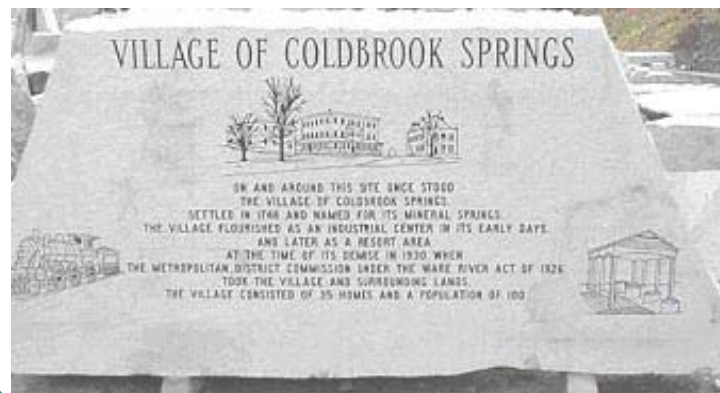 VILLAGE OF COLDBROOK SPRINGS
ON AND AROUND THIS SITE ONCE STOOD
THE VILLAGE OF COLDBROOK SPRINGS.
SETTLED IN 1748 AND NAMED FOR ITS MINERAL SPRINGS.
THE VILLAGE FLOURISHED AS AN INDUSTRIAL CENTER IN ITS EARLY DAYS
AND LATER AS A RESORT AREA
AT THE TIME OF ITS DEMISE IN 1930 WHEN
THE METROPOLITAN DISTRICT COMMISSION UNDER THE WARE RIVER ACT OF 1926
TOOK THE VILLAGE AND SURROUNDING LANDS.
THE VILLAGE CONSISTED OF 35 HOMES AND A POPULATION OF 100